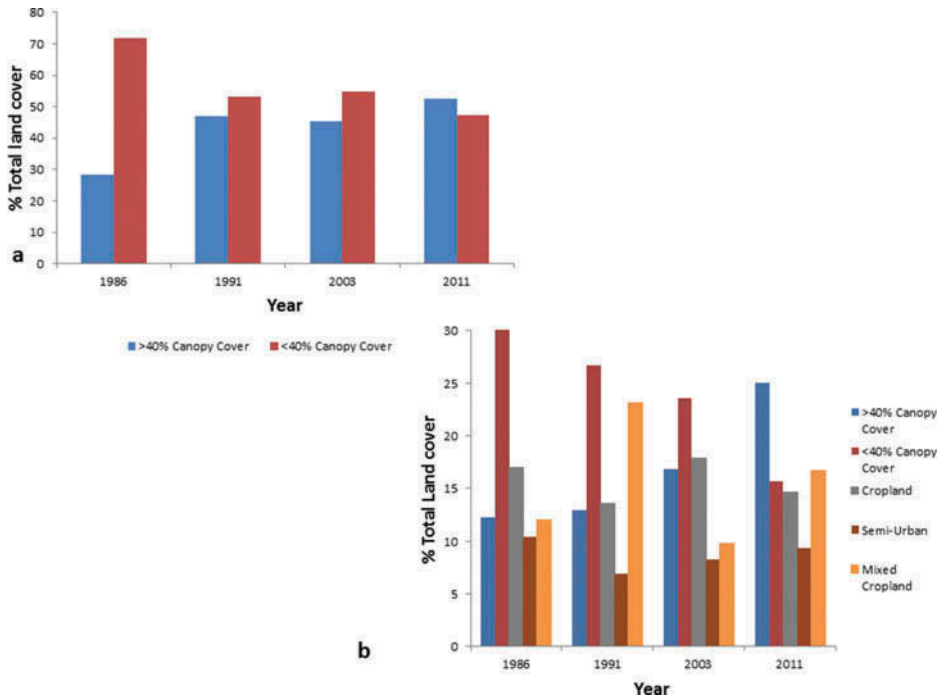 80
70
60
50
40
30
20
10
0
% Total land cover
a
1986 1991 2003 2011
Year
>40% Canopy Cover <40% Canopy Cover
30
25
20
15
10
5
0
% Total Land cover
b
1986 1991 2003 2011
Year
>40% Canopy
Cover
<40% Canopy
Cover
Cropland
Semi-Urban
Mixed
Cropland